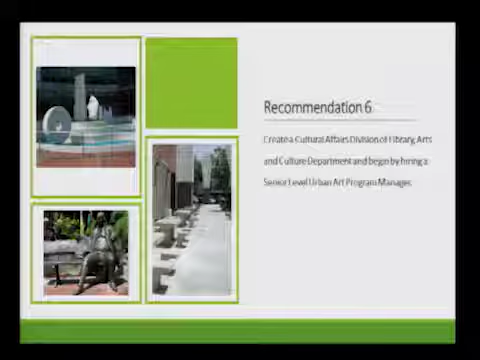 Recommendation 6
Create a Cultural Affairs Division of Library, Arts
and Culture Department and begin by hiring a
Senior Level Urban Art Program Manager.